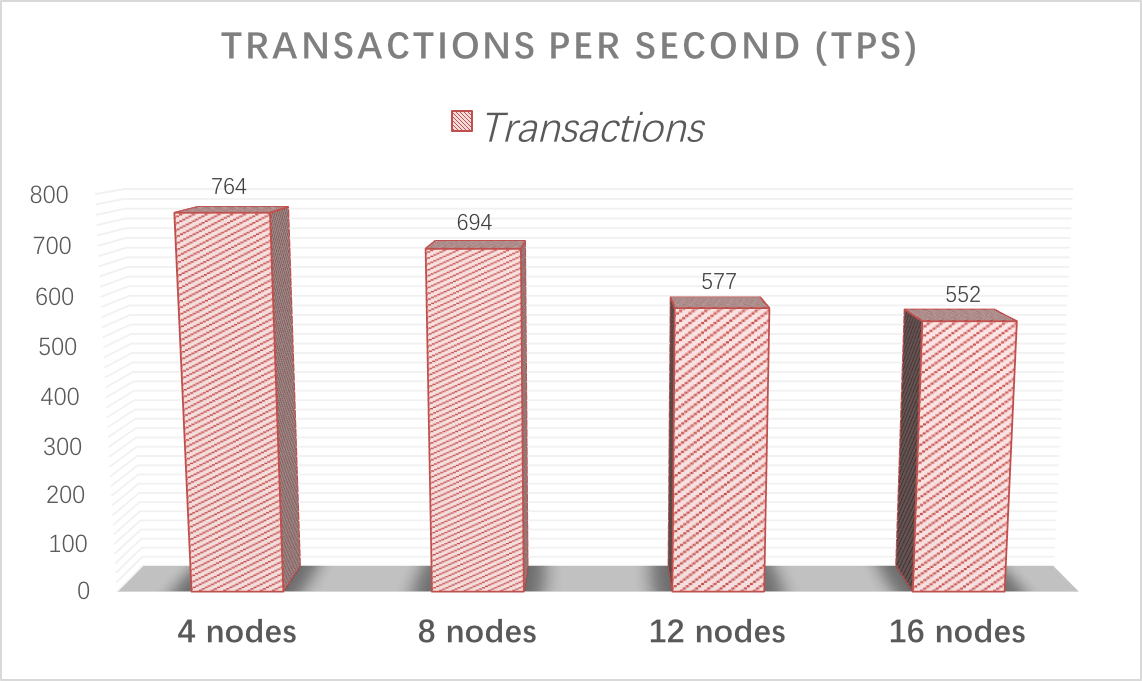 TRANSACTIONS PER SECOND (TPS)
Transactions
800
700
600
500
400
300
200
100
0
764
694
577
552
4 nodes
8 nodes
12 nodes
16 nodes